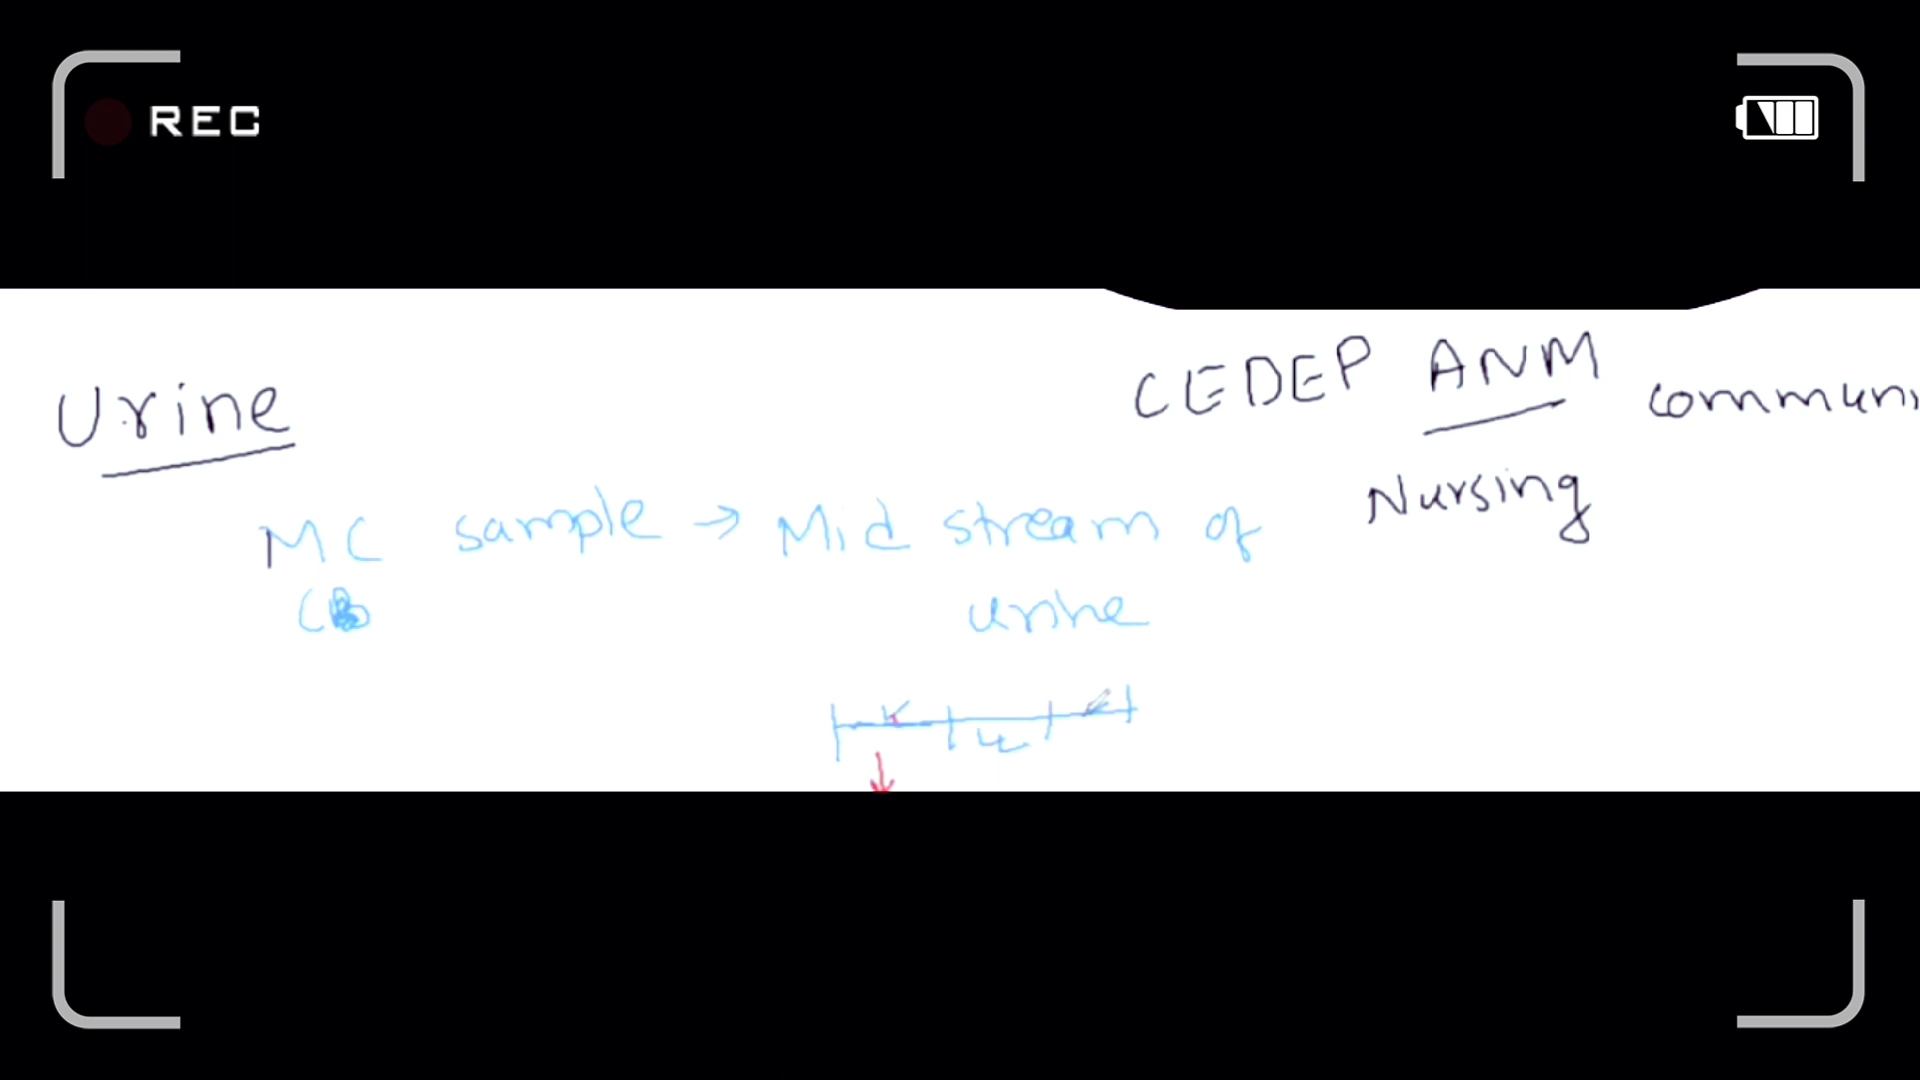 REC
CEDEP ANM
Urine
Nursing
MC sample → Mid stream of
urine